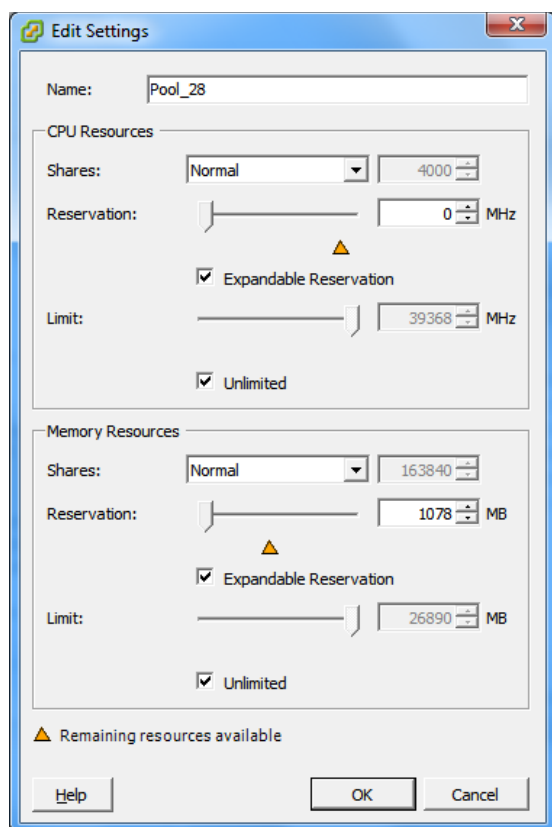 Edit Settings
Name: Pool_28
CPU Resources
Shares: Normal 4000
Reservation: 0 MHz
Expandable Reservation
Limit: 39368 MHz
Unlimited
Memory Resources
Shares: Normal 163840
Reservation: 1078 MB
Expandable Reservation
Limit: 26890 MB
Unlimited
Remaining resources available
Help OK Cancel